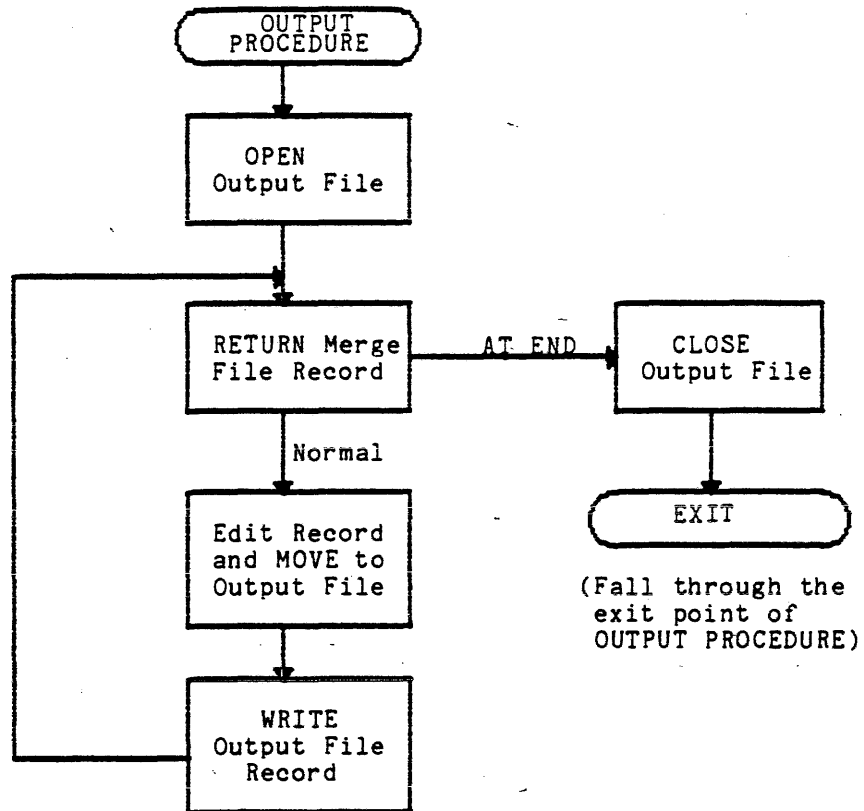 OUTPUT
PROCEDURE
OPEN
Output File
RETURN Merge
File Record
AT END
CLOSE
Output File
Normal
Edit Record
and MOVE to
Output File
EXIT
(Fall through the
exit point of
OUTPUT PROCEDURE)
WRITE
Output File
Record